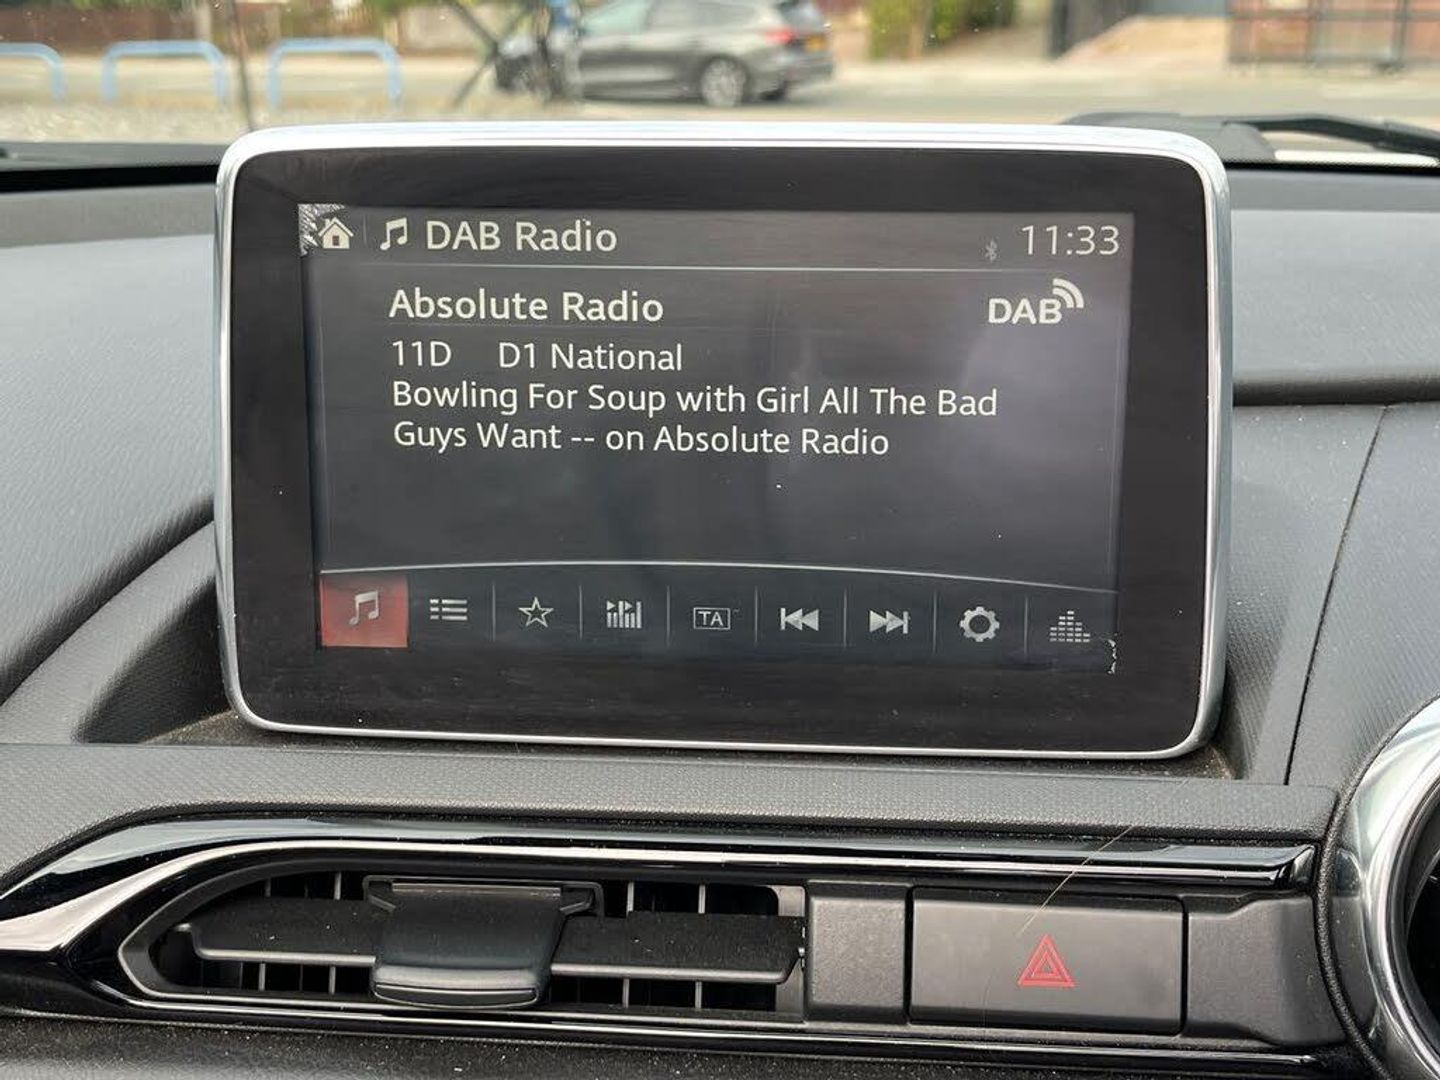 DAB Radio 11:33
Absolute Radio DAB
11D D1 National
Bowling For Soup with Girl All The Bad
Guys Want -- on Absolute Radio
TA